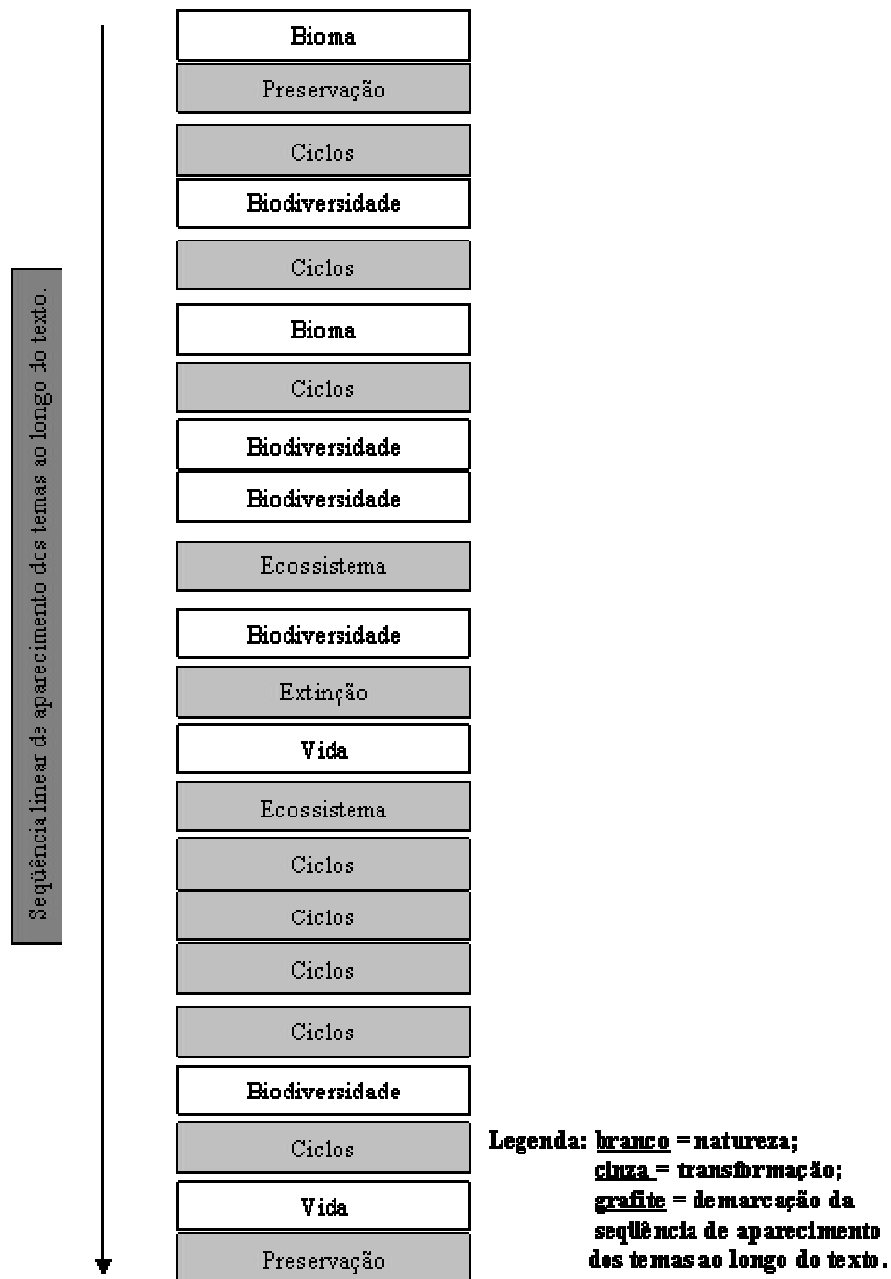 Bioma
Preservação
Ciclos
Biodiversidade
Ciclos
Bioma
Ciclos
Biodiversidade
Biodiversidade
Ecossistema
Biodiversidade
Extinção
Vida
Ecossistema
Ciclos
Ciclos
Ciclos
Ciclos
Biodiversidade
Ciclos
Vida
Preservação
Seqüência linear de aparecimento dos temas ao longo do texto.
Legenda: branco = natureza;
cinza = transformação;
grafite = demarcação da
seqüência de aparecimento
dos temas ao longo do texto.